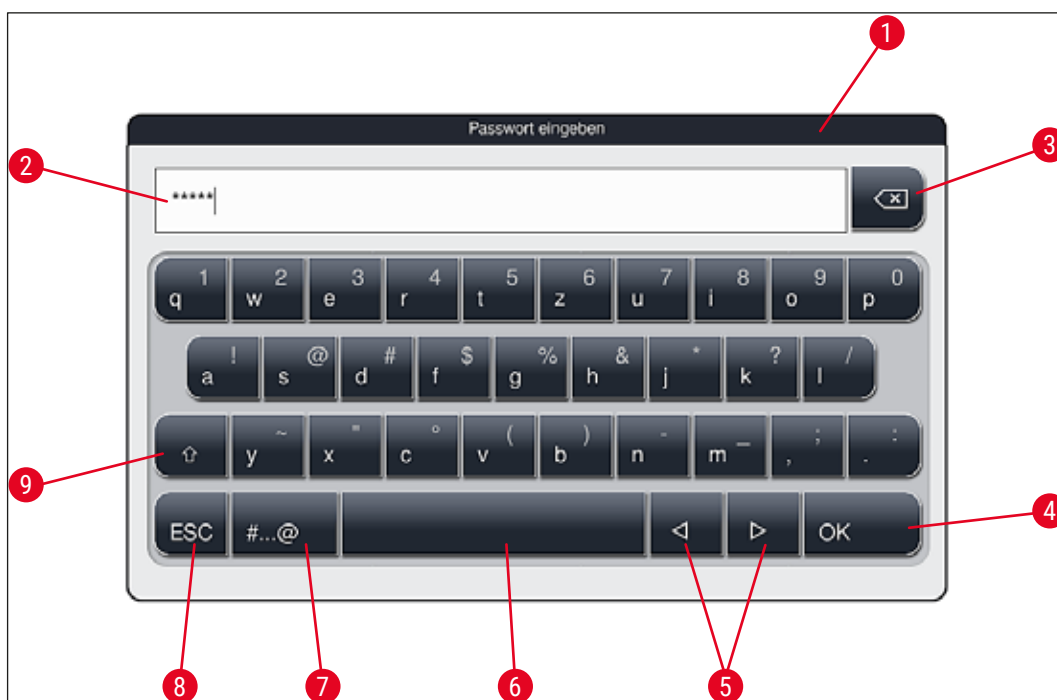 1
Passwort eingeben
2
3
*****
1 2 3 4 5 6 7 8 9 0
q w e r t z u i o p
! @ # $ % & * ? /
a s d f g h j k l
~ " ° ( ) - _ ; :
y x c v b n m , .
9
4
ESC #...@ OK
8 7 6 5